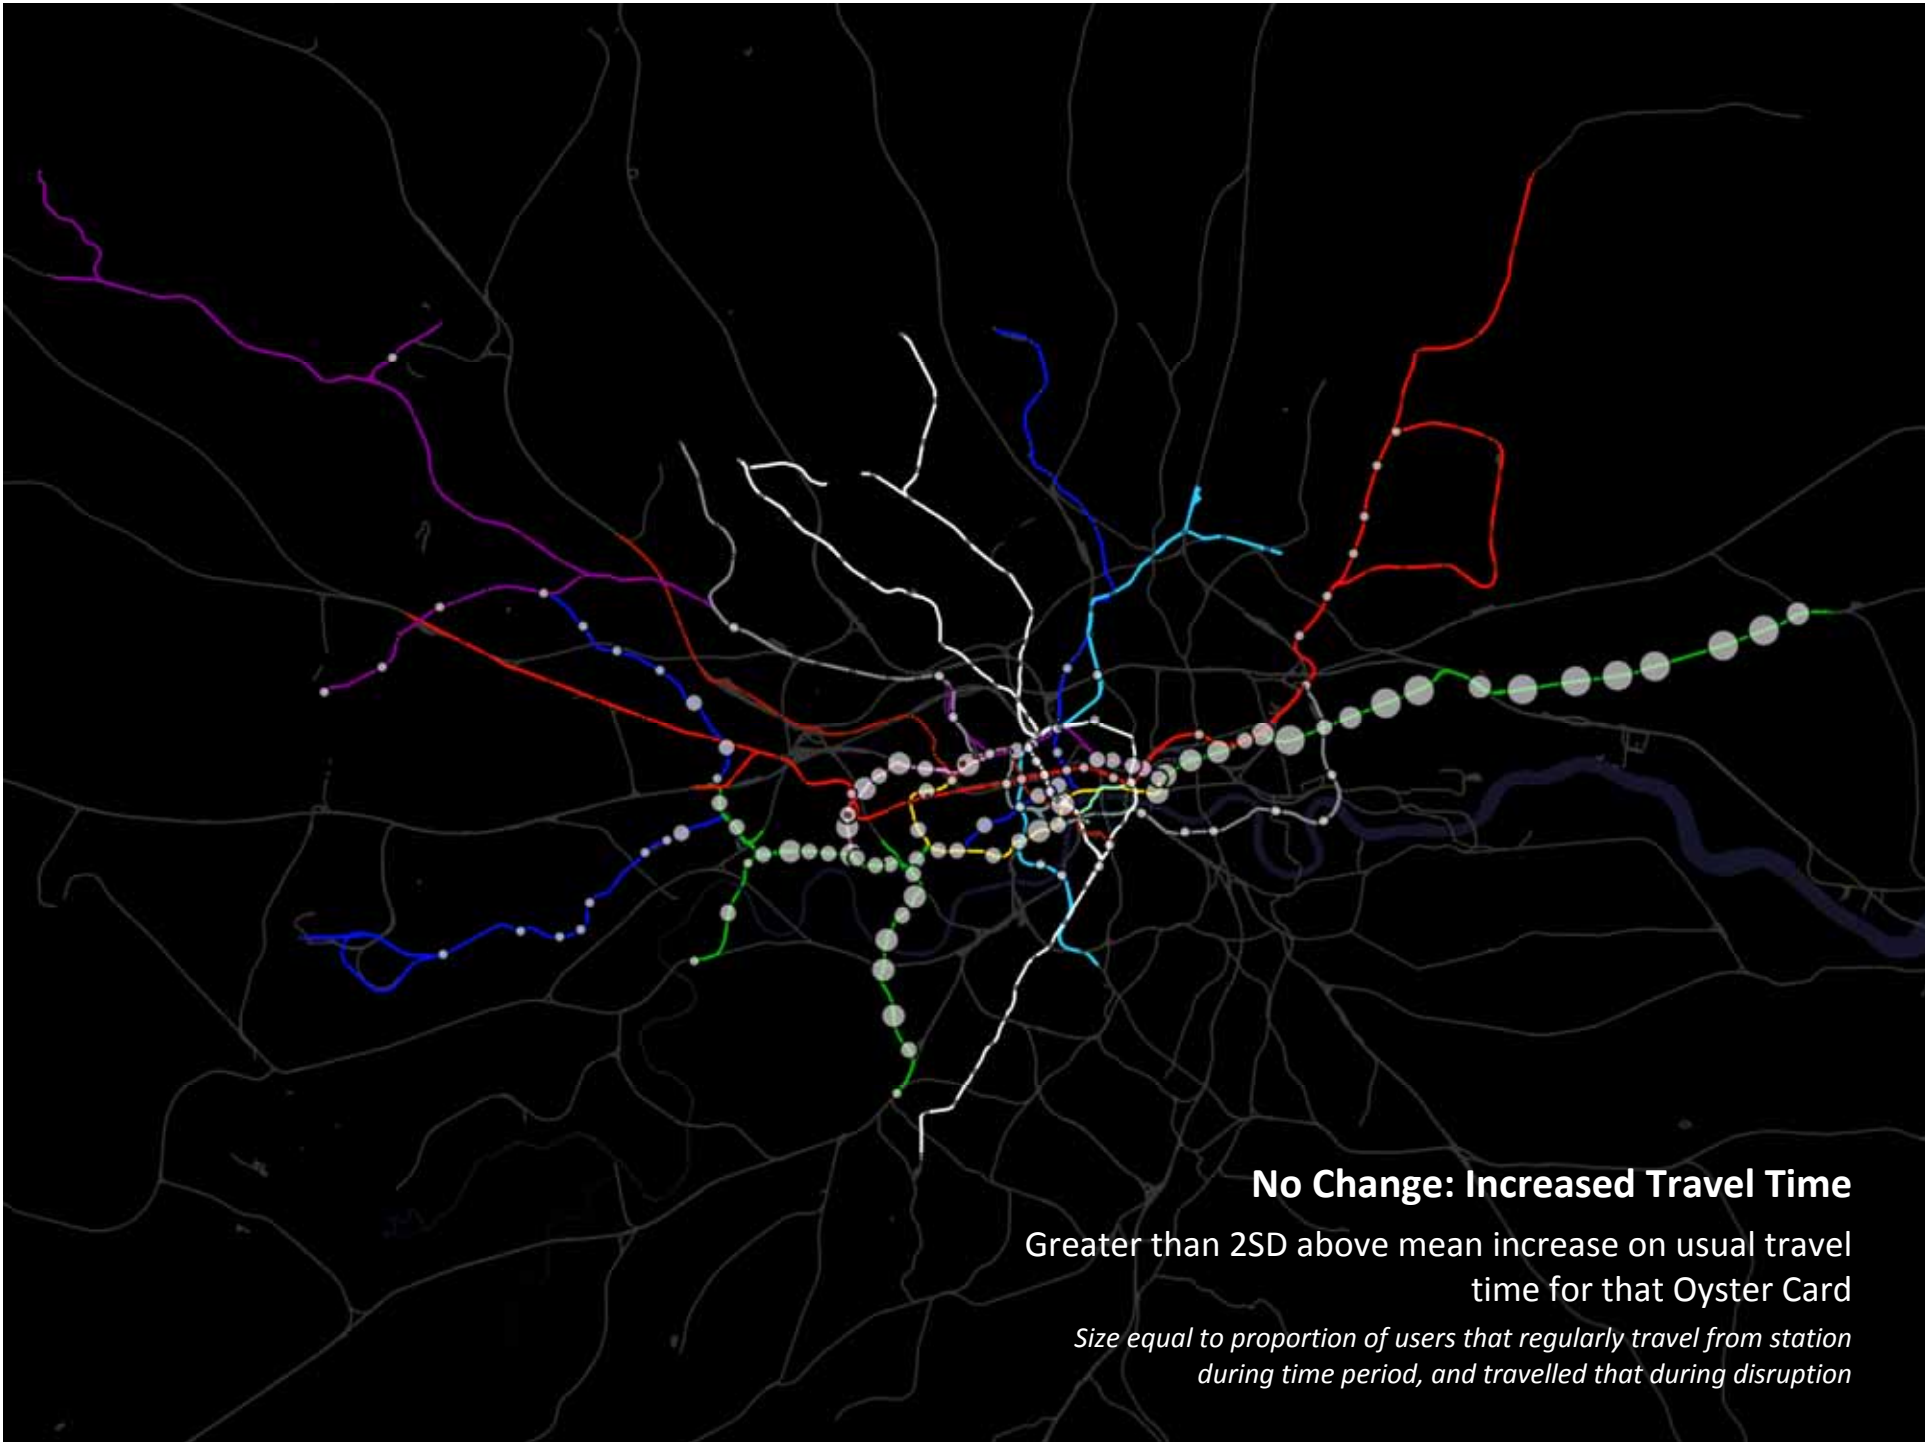 No Change: Increased Travel Time
Greater than 2SD above mean increase on usual travel
time for that Oyster Card
Size equal to proportion of users that regularly travel from station
during time period, and travelled that during disruption